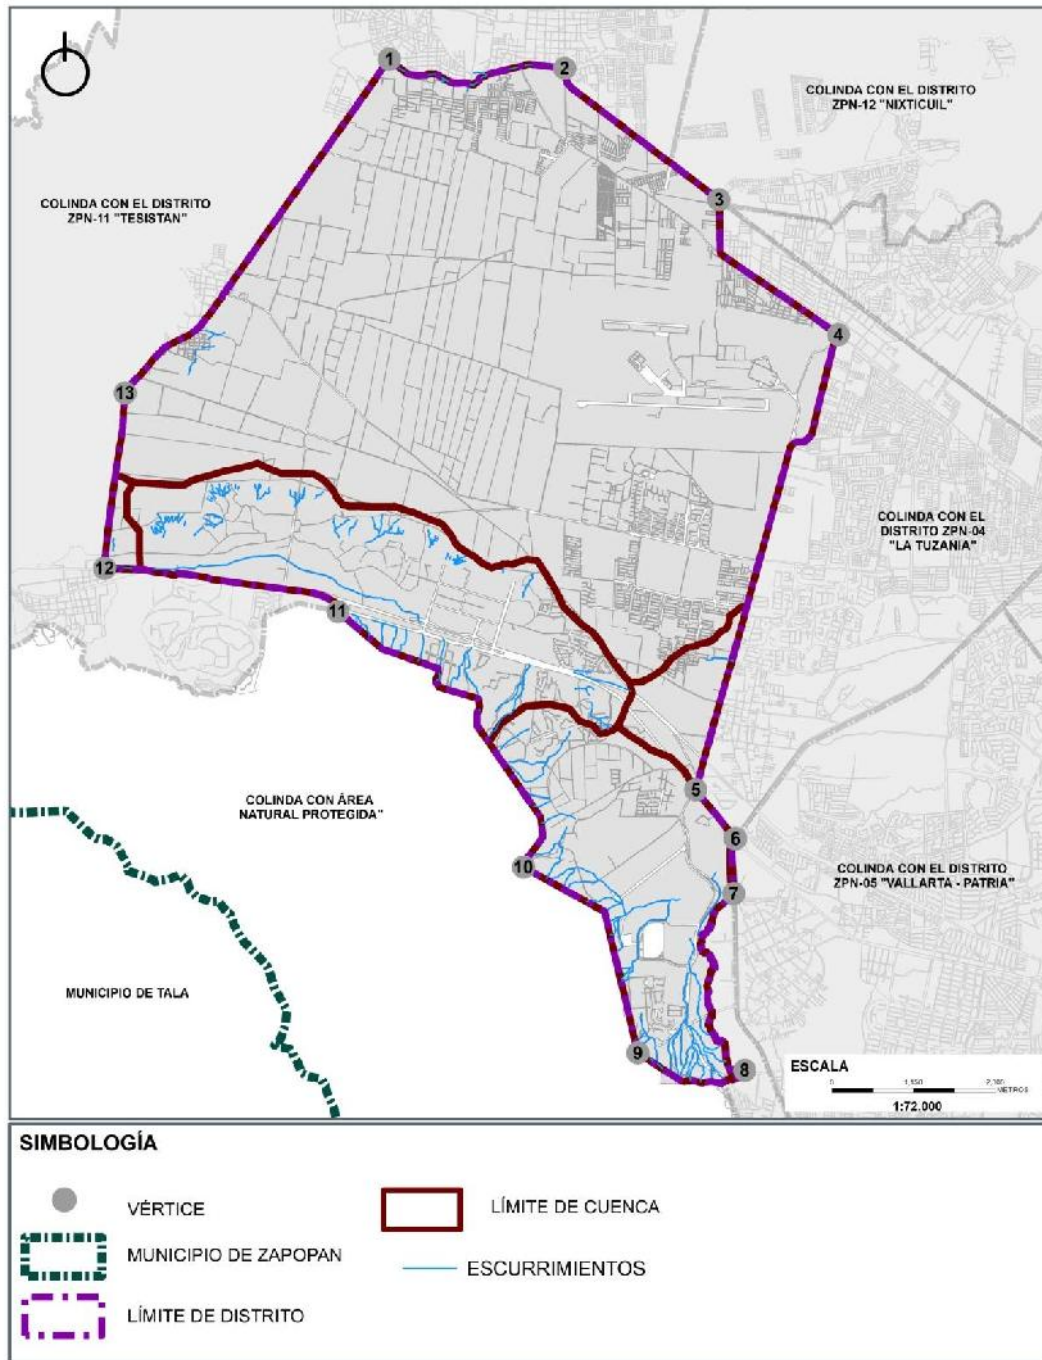 1
2
COLINDA CON EL DISTRITO
ZPN-12 "NIXTICUIL"
3
COLINDA CON EL DISTRITO
ZPN-11 "TESISTAN"
4
13
COLINDA CON EL
DISTRITO ZPN-04
"LA TUZANIA"
12
11
5
COLINDA CON ÁREA
NATURAL PROTEGIDA"
6
10
7
COLINDA CON EL DISTRITO
ZPN-05 "VALLARTA - PATRIA"
MUNICIPIO DE TALA
9
8
ESCALA
METROS
1:72,000
SIMBOLOGÍA
VÉRTICE
LÍMITE DE CUENCA
MUNICIPIO DE ZAPOPAN
ESCURRIMIENTOS
LÍMITE DE DISTRITO